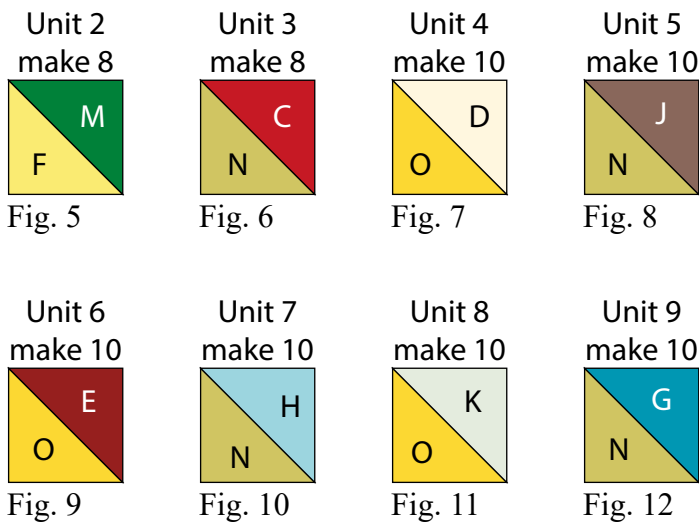 Unit 2
make 8
M
F
Fig. 5
Unit 3
make 8
C
N
Fig. 6
Unit 4
make 10
D
O
Fig. 7
Unit 5
make 10
J
N
Fig. 8
Unit 6
make 10
E
O
Fig. 9
Unit 7
make 10
H
N
Fig. 10
Unit 8
make 10
K
O
Fig. 11
Unit 9
make 10
G
N
Fig. 12